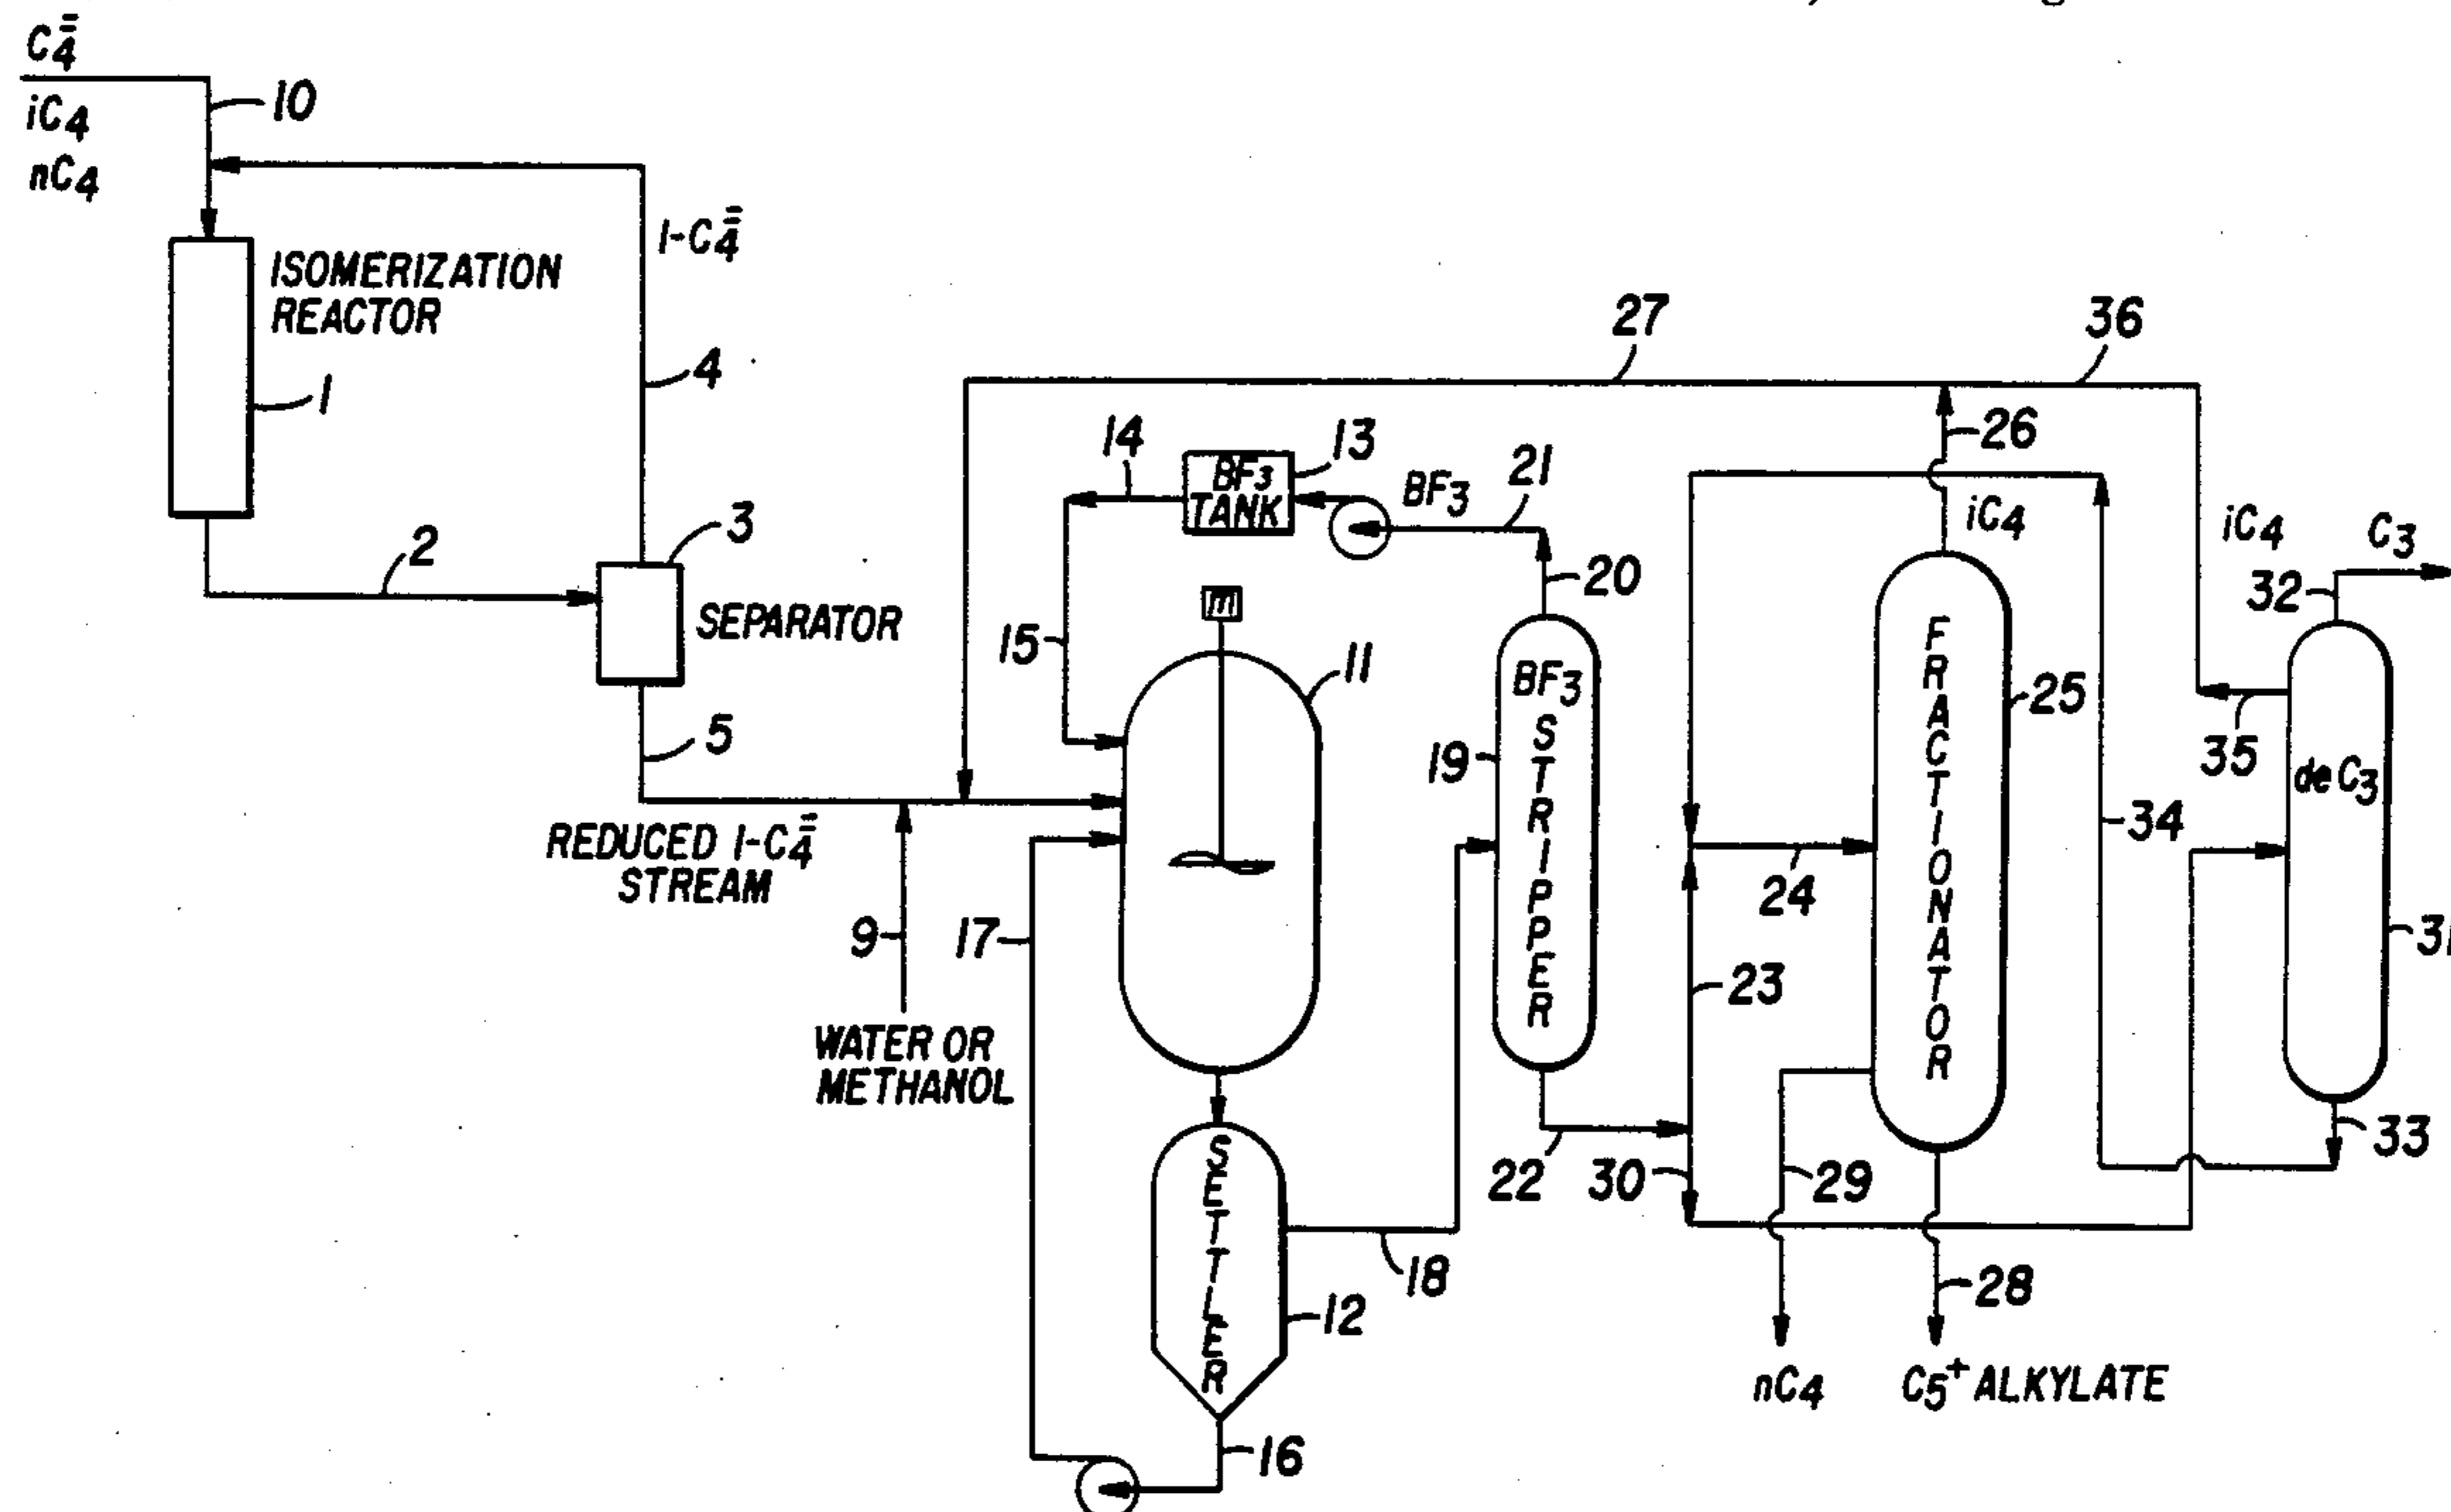 C4=
iC4
nC4
10
1-C4=
ISOMERIZATION
REACTOR
1
4
2
3
SEPARATOR
5
REDUCED 1-C4=
STREAM
9
WATER OR
METHANOL
27
36
14
BF3
TANK
13
BF3
21
20
15
11
M
17
BF3
STRIPPER
19
SETTLER
12
16
18
22
30
23
24
26
iC4
FRACTIONATOR
25
29
28
nC4
C5+ ALKYLATE
34
iC4
C3
32
35
deC3
33